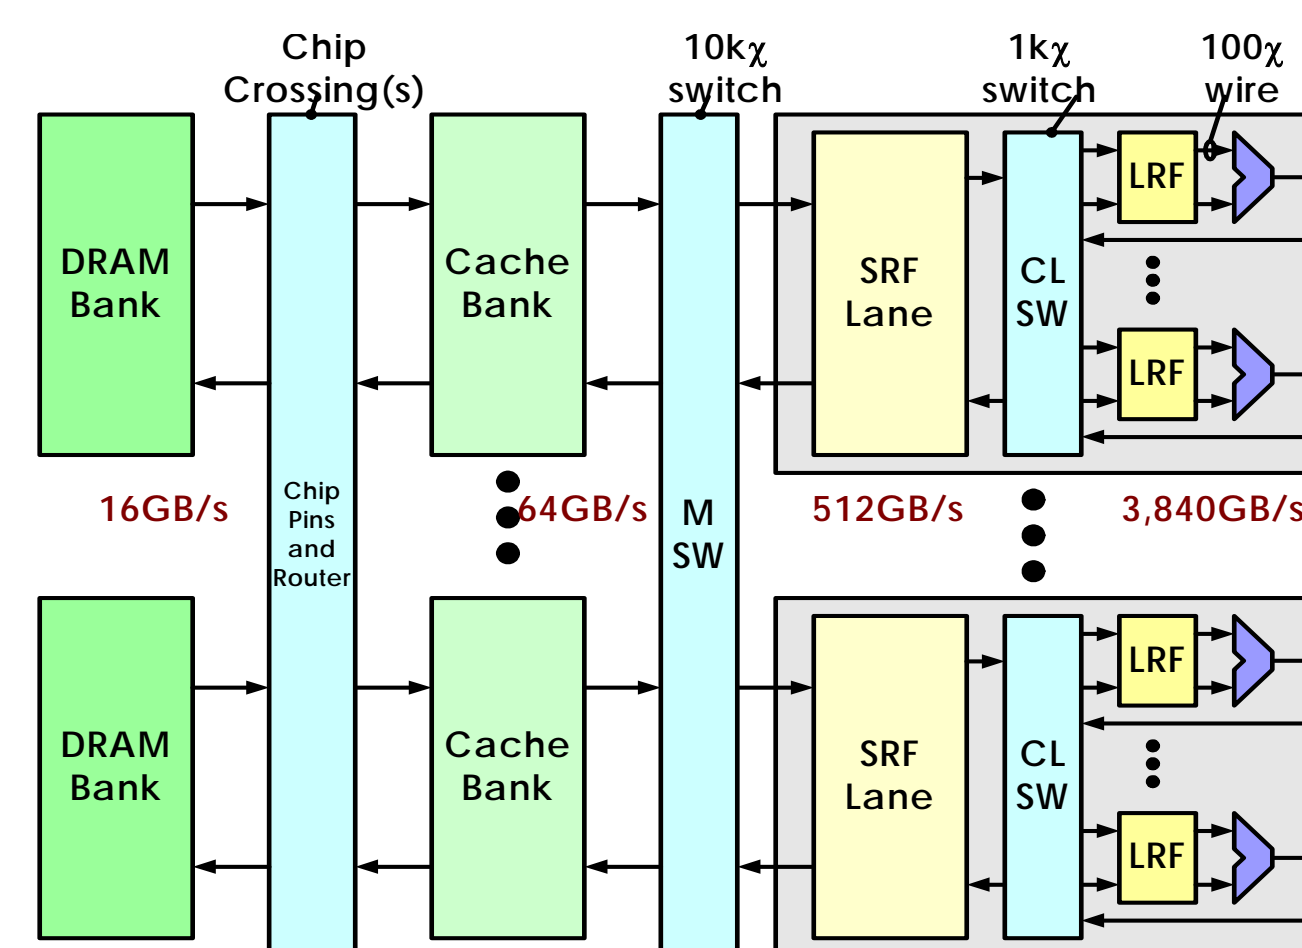 Chip
Crossing(s)
10kχ
switch
1kχ
switch
100χ
wire
DRAM
Bank
Cache
Bank
SRF
Lane
CL
SW
LRF
LRF
16GB/s
Chip
Pins
and
Router
64GB/s
M
SW
512GB/s
3,840GB/s
DRAM
Bank
Cache
Bank
SRF
Lane
CL
SW
LRF
LRF